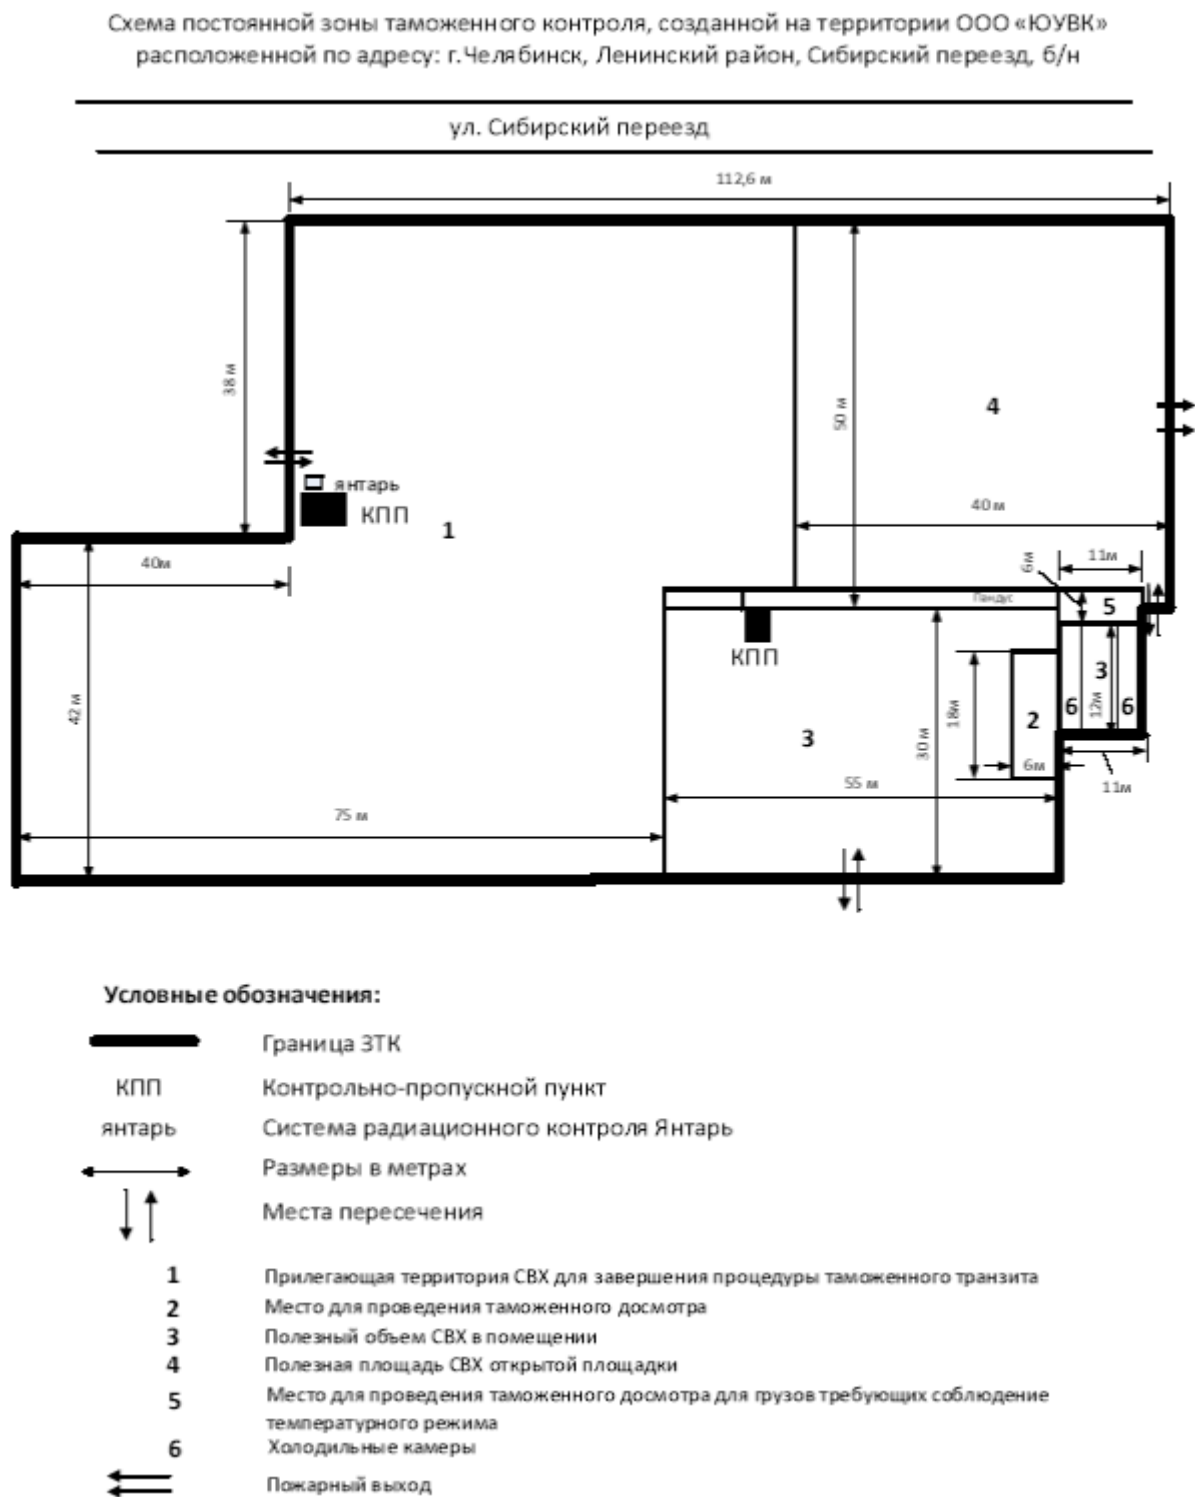 Схема постоянной зоны таможенного контроля, созданной на территории ООО «ЮУВК»
расположенной по адресу: г.Челябинск, Ленинский район, Сибирский переезд, б/н
ул. Сибирский переезд
112,6 м
38 м
50 м
4
янтарь
КПП
1
40 м
40м
6м
11м
Пандус
5
КПП
3
42 м
18м
2
6
12м
6
3
30 м
6м
55 м
11м
75 м
Условные обозначения:
Граница ЗТК
КПП Контрольно-пропускной пункт
янтарь Система радиационного контроля Янтарь
Размеры в метрах
Места пересечения
1 Прилегающая территория СВХ для завершения процедуры таможенного транзита
2 Место для проведения таможенного досмотра
3 Полезный объем СВХ в помещении
4 Полезная площадь СВХ открытой площадки
5 Место для проведения таможенного досмотра для грузов требующих соблюдение
температурного режима
6 Холодильные камеры
Пожарный выход